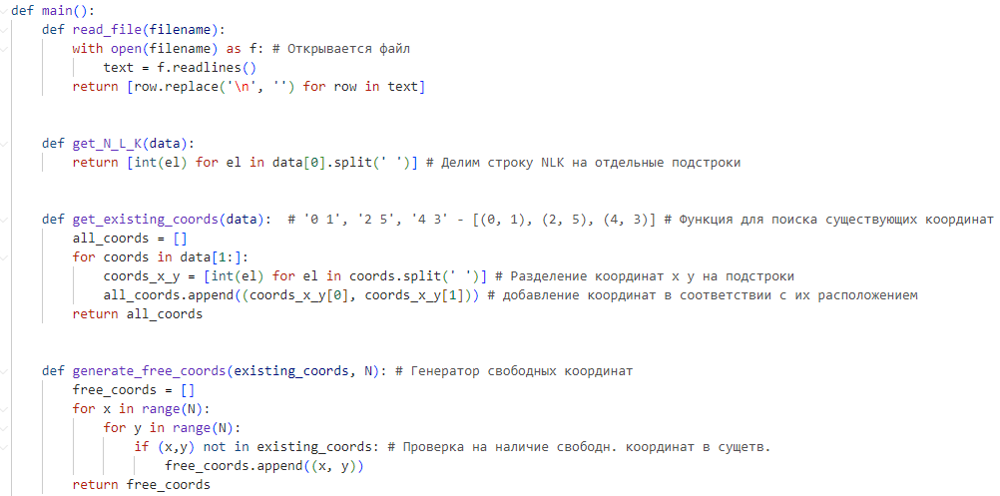 def main():
    def read_file(filename):
        with open(filename) as f: # Открывается файл
            text = f.readlines()
        return [row.replace('\n', '') for row in text]
    def get_N_L_K(data):
        return [int(el) for el in data[0].split(' ')] # Делим строку NLK на отдельные подстроки
    def get_existing_coords(data):  # '0 1', '2 5', '4 3' - [(0, 1), (2, 5), (4, 3)] # Функция для поиска существующих координат
        all_coords = []
        for coords in data[1:]:
            coords_x_y = [int(el) for el in coords.split(' ')] # Разделение координат x y на подстроки
            all_coords.append((coords_x_y[0], coords_x_y[1])) # добавление координат в соответствии с их расположением
        return all_coords
    def generate_free_coords(existing_coords, N): # Генератор свободных координат
        free_coords = []
        for x in range(N):
            for y in range(N):
                if (x,y) not in existing_coords: # Проверка на наличие свободн. координат в сущетв.
                    free_coords.append((x, y))
        return free_coords